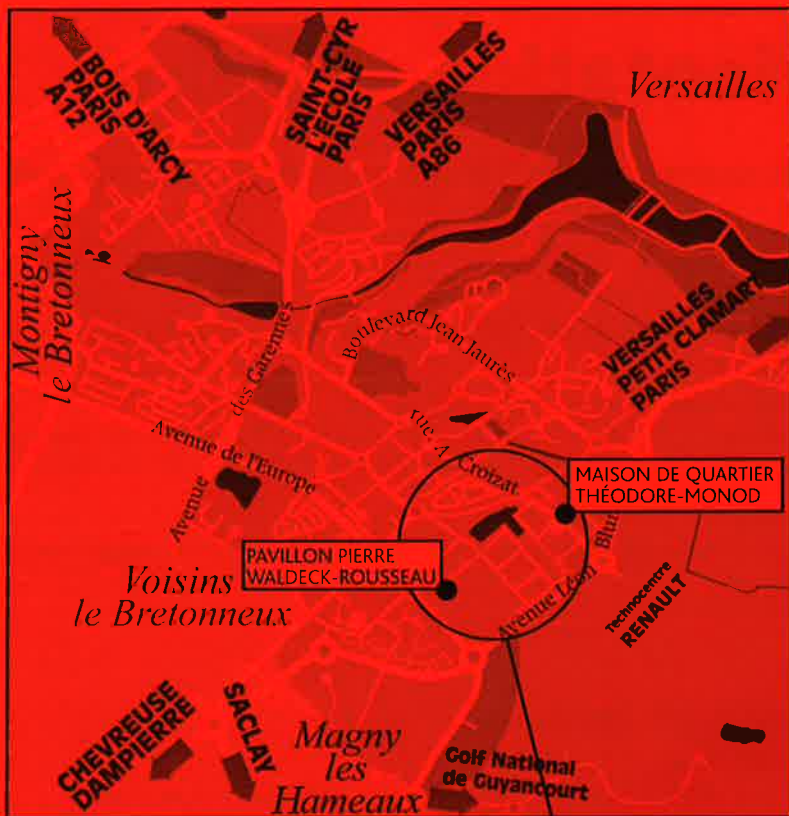 BOIS D'ARCY
PARIS
A12
SAINT-CYR
L'ECOLE
PARIS
VERSAILLES
PARIS
A86
Versailles
Montigny
le Bretonneux
VERSAILLES
PETIT CLAMART
PARIS
Boulevard Jean Jaurès
Avenue des Garennes
Avenue de l'Europe
rue. A Croizat
MAISON DE QUARTIER
THÉODORE-MONOD
PAVILLON PIERRE
WALDECK-ROUSSEAU
Voisins
le Bretonneux
Avenue Léon
Technocentre
RENAULT
CHEVREUSE
DAMPIERRE
SACLAY
Magny
les
Hameaux
Golf National
de Guyancourt